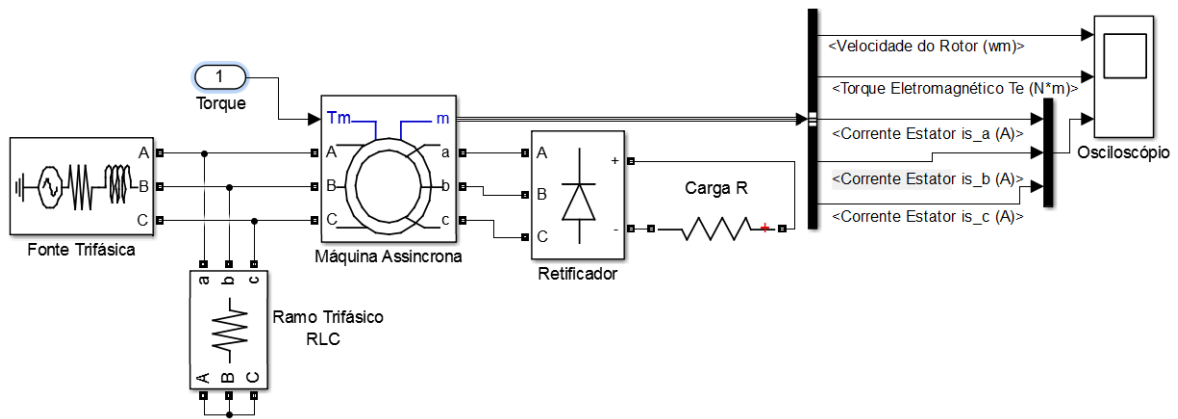 <Velocidade do Rotor (wm)>
1
Torque
<Torque Eletromagnético Te (N*m)>
Tm
m
<Corrente Estator is_a (A)>
Osciloscópio
A
B
C
A
B
C
a
b
c
A
B
C
+
-
Carga R
<Corrente Estator is_b (A)>
<Corrente Estator is_c (A)>
Fonte Trifásica
Máquina Assincrona
Retificador
a
b
c
Ramo Trifásico
RLC
A
B
C